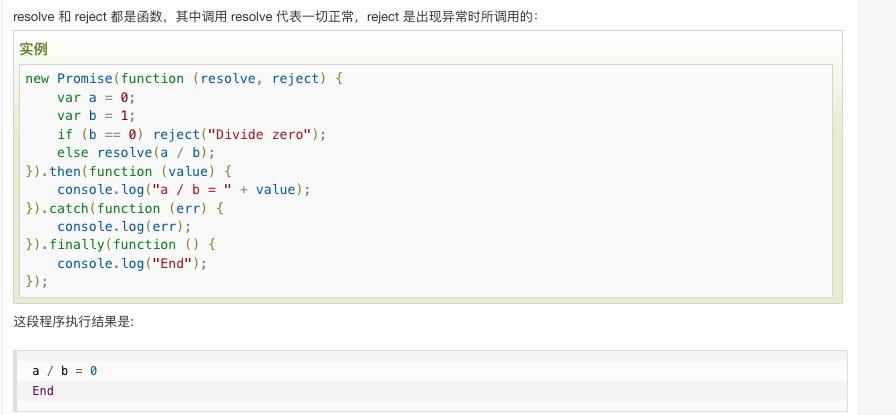 resolve 和 reject 都是函数，其中调用 resolve 代表一切正常，reject 是出现异常时所调用的：
实例
new Promise(function (resolve, reject) {
    var a = 0;
    var b = 1;
    if (b == 0) reject("Divide zero");
    else resolve(a / b);
}).then(function (value) {
    console.log("a / b = " + value);
}).catch(function (err) {
    console.log(err);
}).finally(function () {
    console.log("End");
});
这段程序执行结果是:
a / b = 0
End